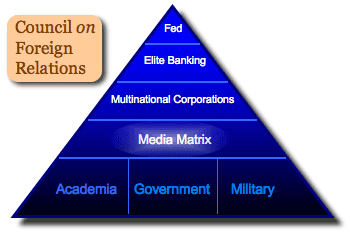 Council on
Foreign
Relations
Fed
Elite Banking
Multinational Corporations
Media Matrix
Academia Government Military